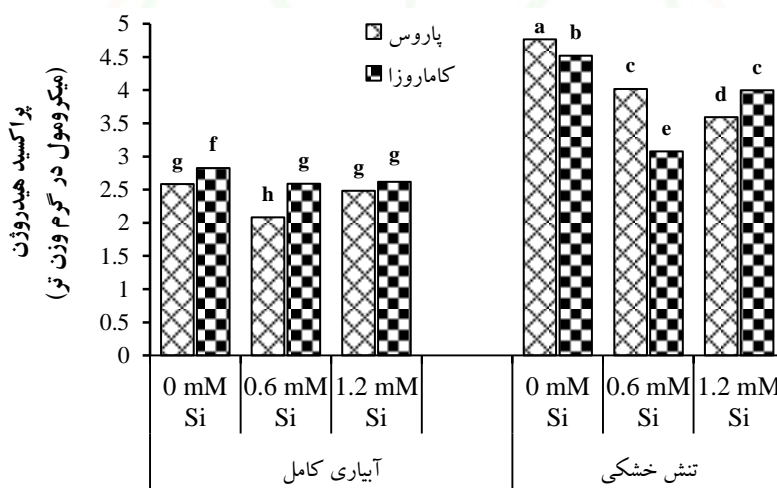 پراکسید هیدروژن
(میکرومول در گرم وزن تر)
5
4.5
4
3.5
3
2.5
2
1.5
1
0.5
0
پاروس
کاماروزا
g
f
h
g
g
g
a
b
c
e
d
c
0 mM
Si
0.6 mM
Si
1.2 mM
Si
0 mM
Si
0.6 mM
Si
1.2 mM
Si
آبیاری کامل
تنش خشکی